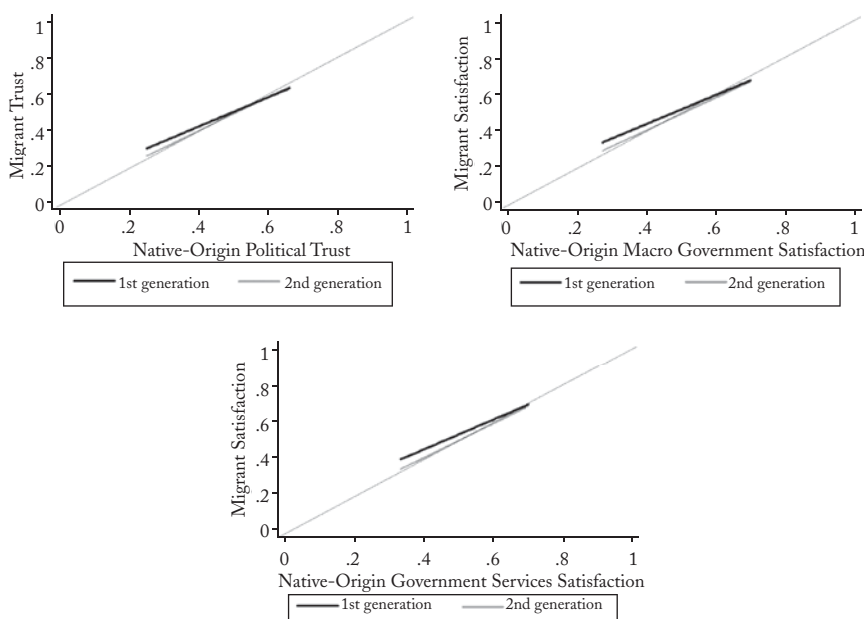 1
.8
.6
.4
.2
0
Migrant Trust
0 .2 .4 .6 .8 1
Native-Origin Political Trust
1st generation 2nd generation
1
.8
.6
.4
.2
0
Migrant Satisfaction
0 .2 .4 .6 .8 1
Native-Origin Macro Government Satisfaction
1st generation 2nd generation
1
.8
.6
.4
.2
0
Migrant Satisfaction
0 .2 .4 .6 .8 1
Native-Origin Government Services Satisfaction
1st generation 2nd generation